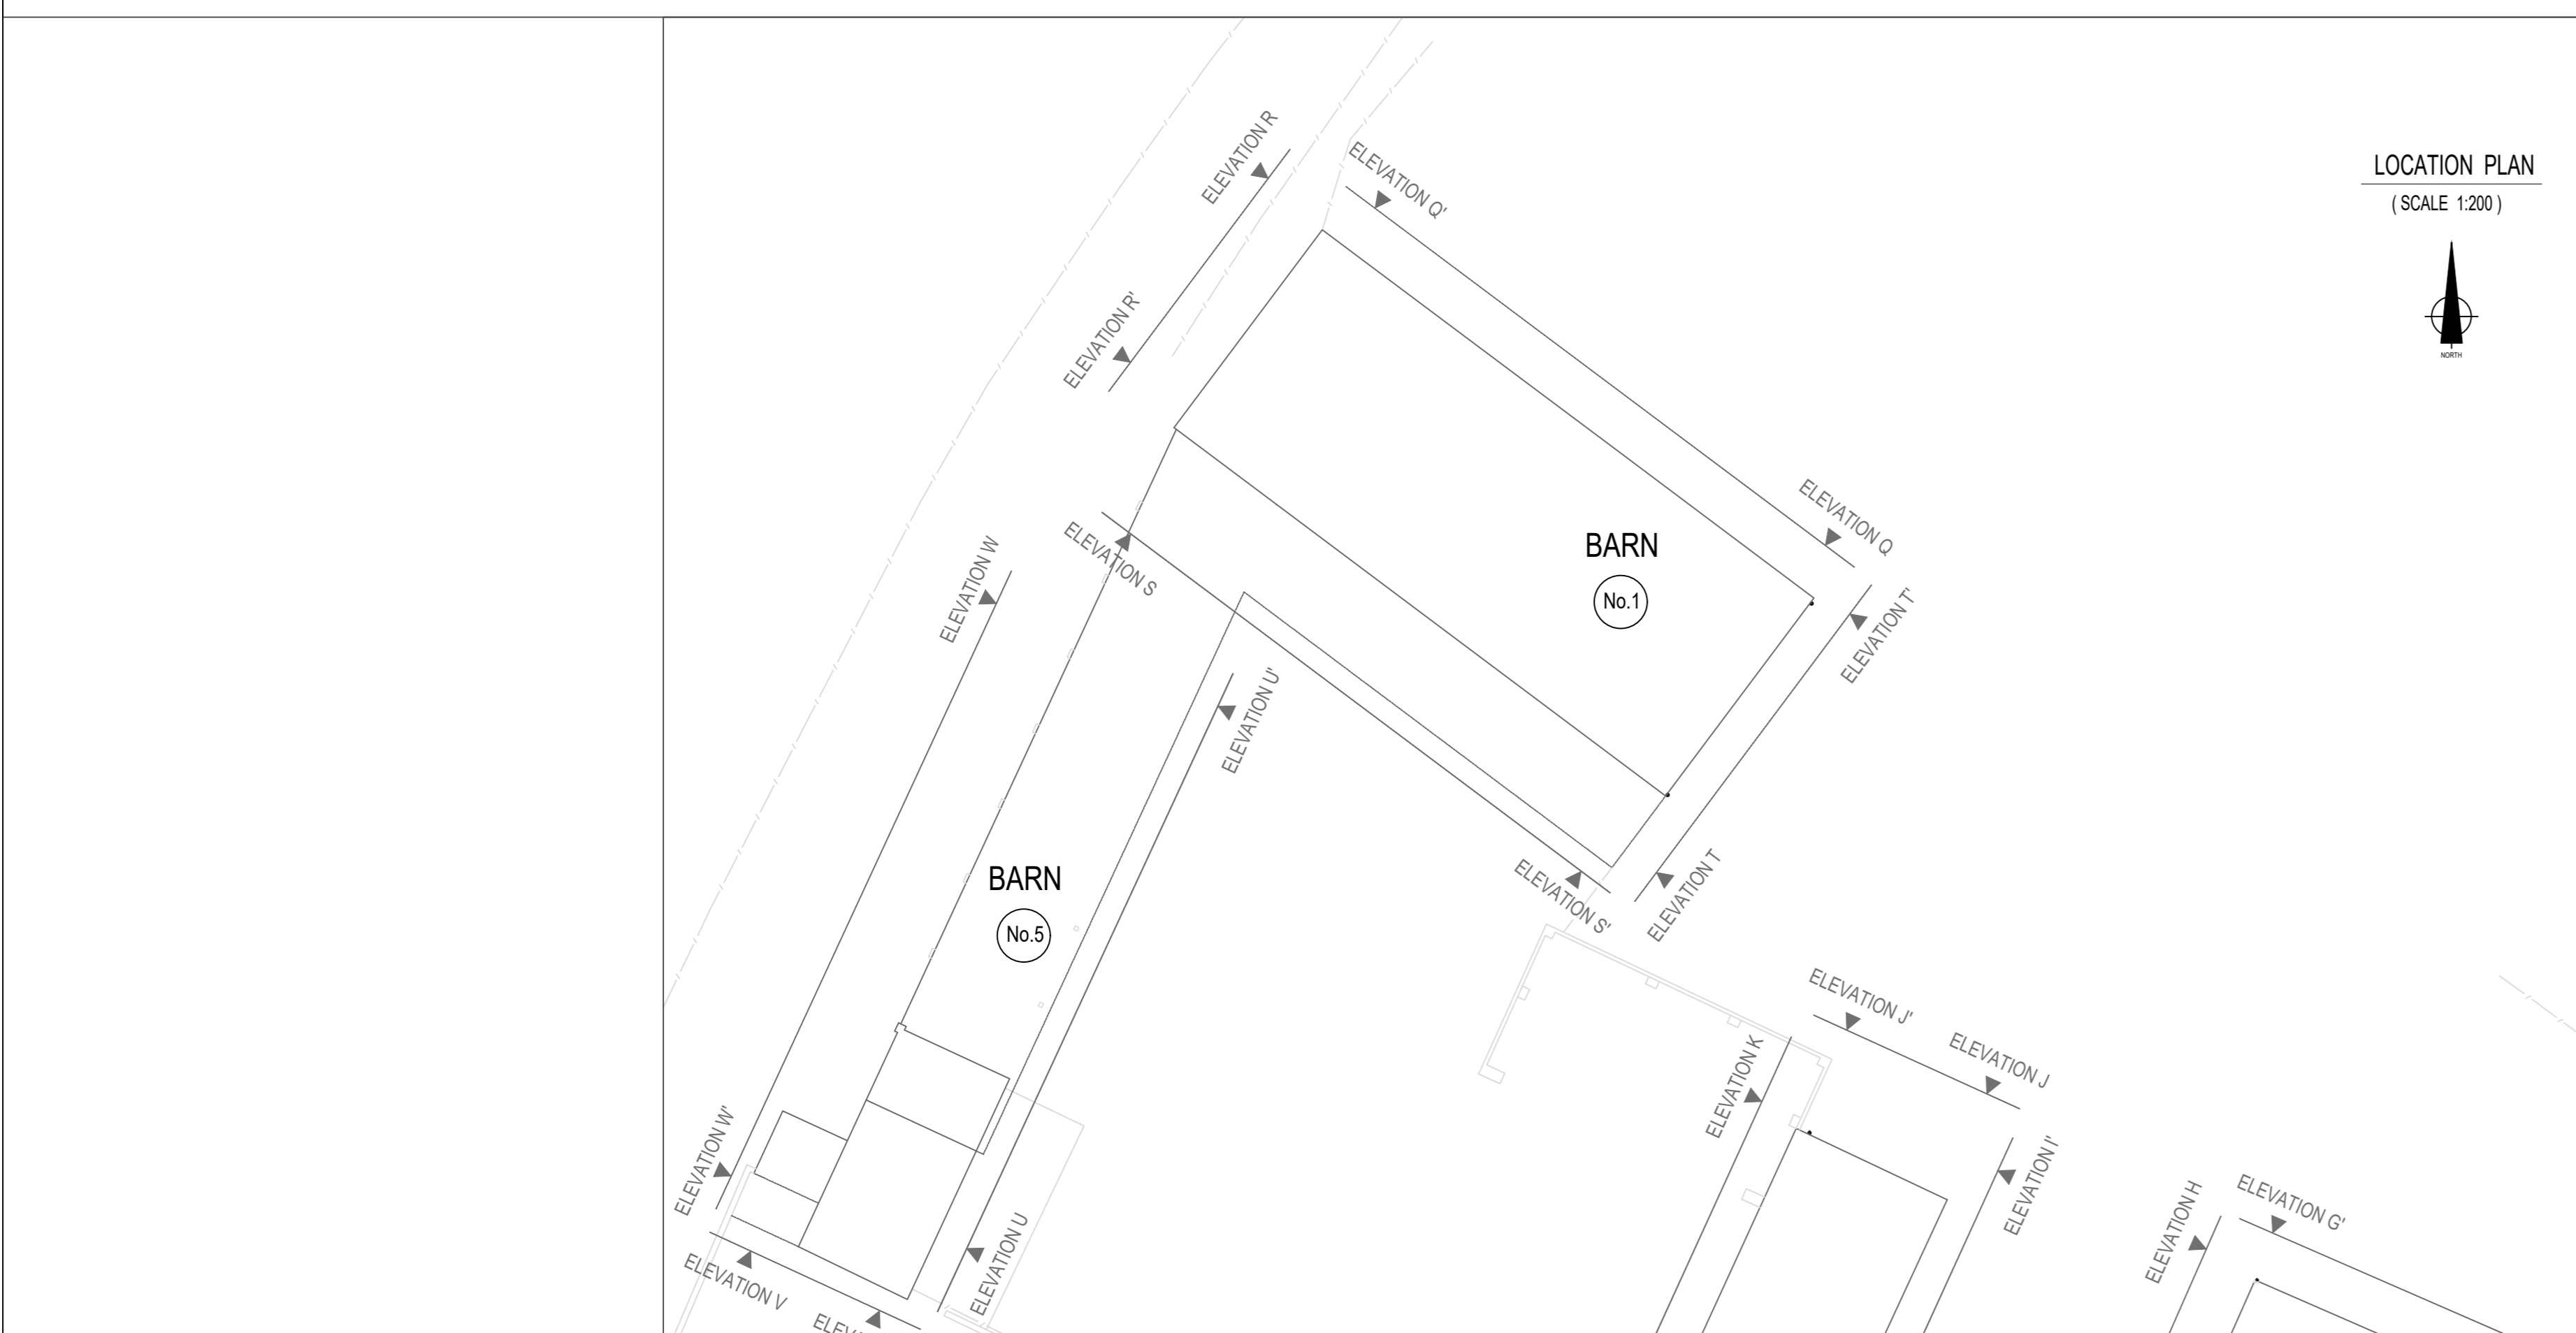 LOCATION PLAN
( SCALE 1:200 )
NORTH
ELEVATION R
ELEVATION Q'
ELEVATION R'
ELEVATION Q
ELEVATION S
BARN
No.1
ELEVATION W
ELEVATION T'
ELEVATION U'
BARN
No.5
ELEVATION S'
ELEVATION T
ELEVATION J'
ELEVATION J
ELEVATION K
ELEVATION W'
ELEVATION I'
ELEVATION H
ELEVATION G'
ELEVATION U
ELEVATION V